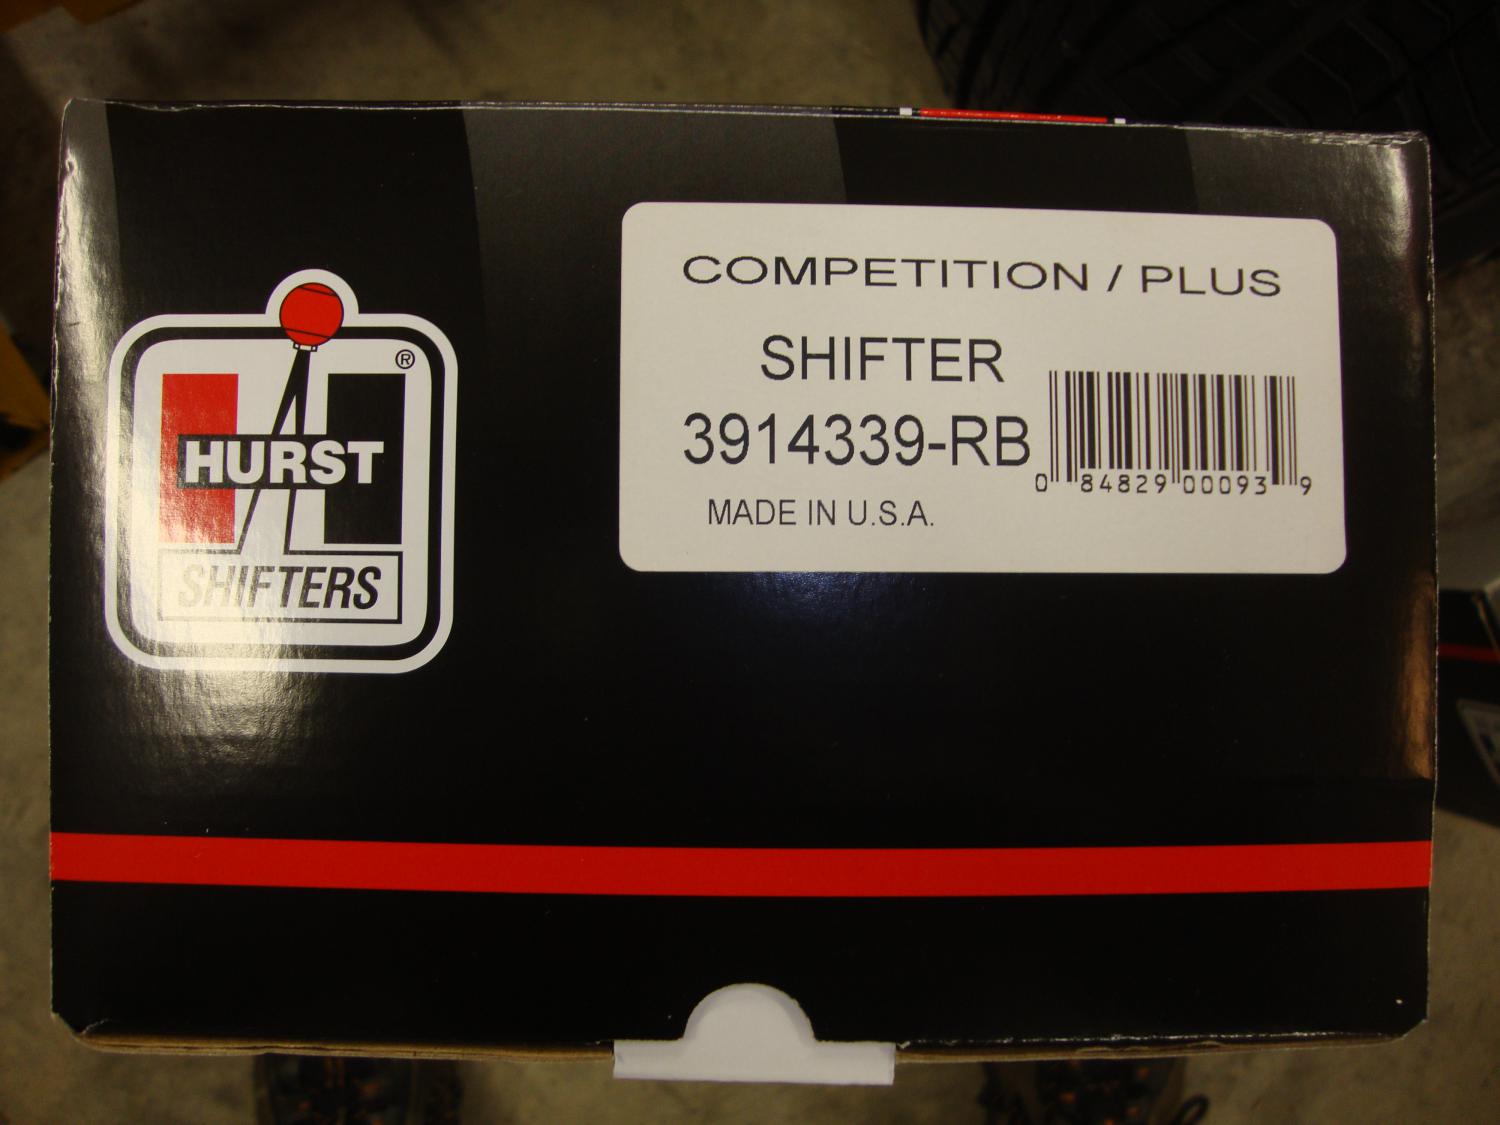 HURST
SHIFTERS
®
COMPETITION / PLUS
SHIFTER
3914339-RB
MADE IN U.S.A.
0 84829 00093 9